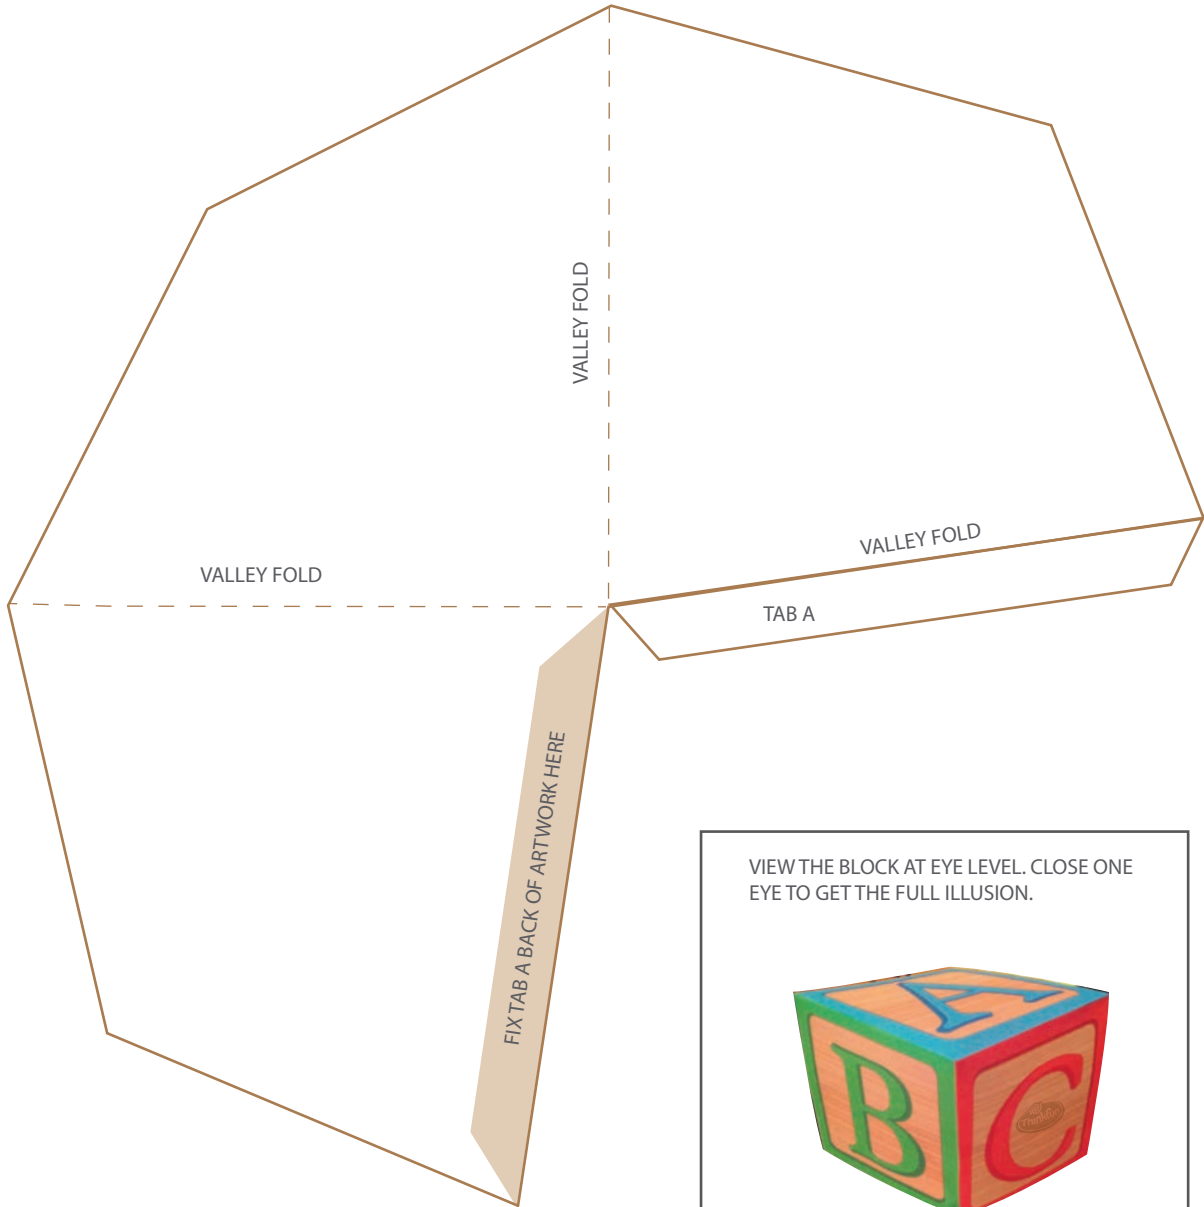 VALLEY FOLD
VALLEY FOLD
VALLEY FOLD
TAB A
FIX TAB A BACK OF ARTWORK HERE
VIEW THE BLOCK AT EYE LEVEL. CLOSE ONE
EYE TO GET THE FULL ILLUSION.
A
B
C
ThinkFun